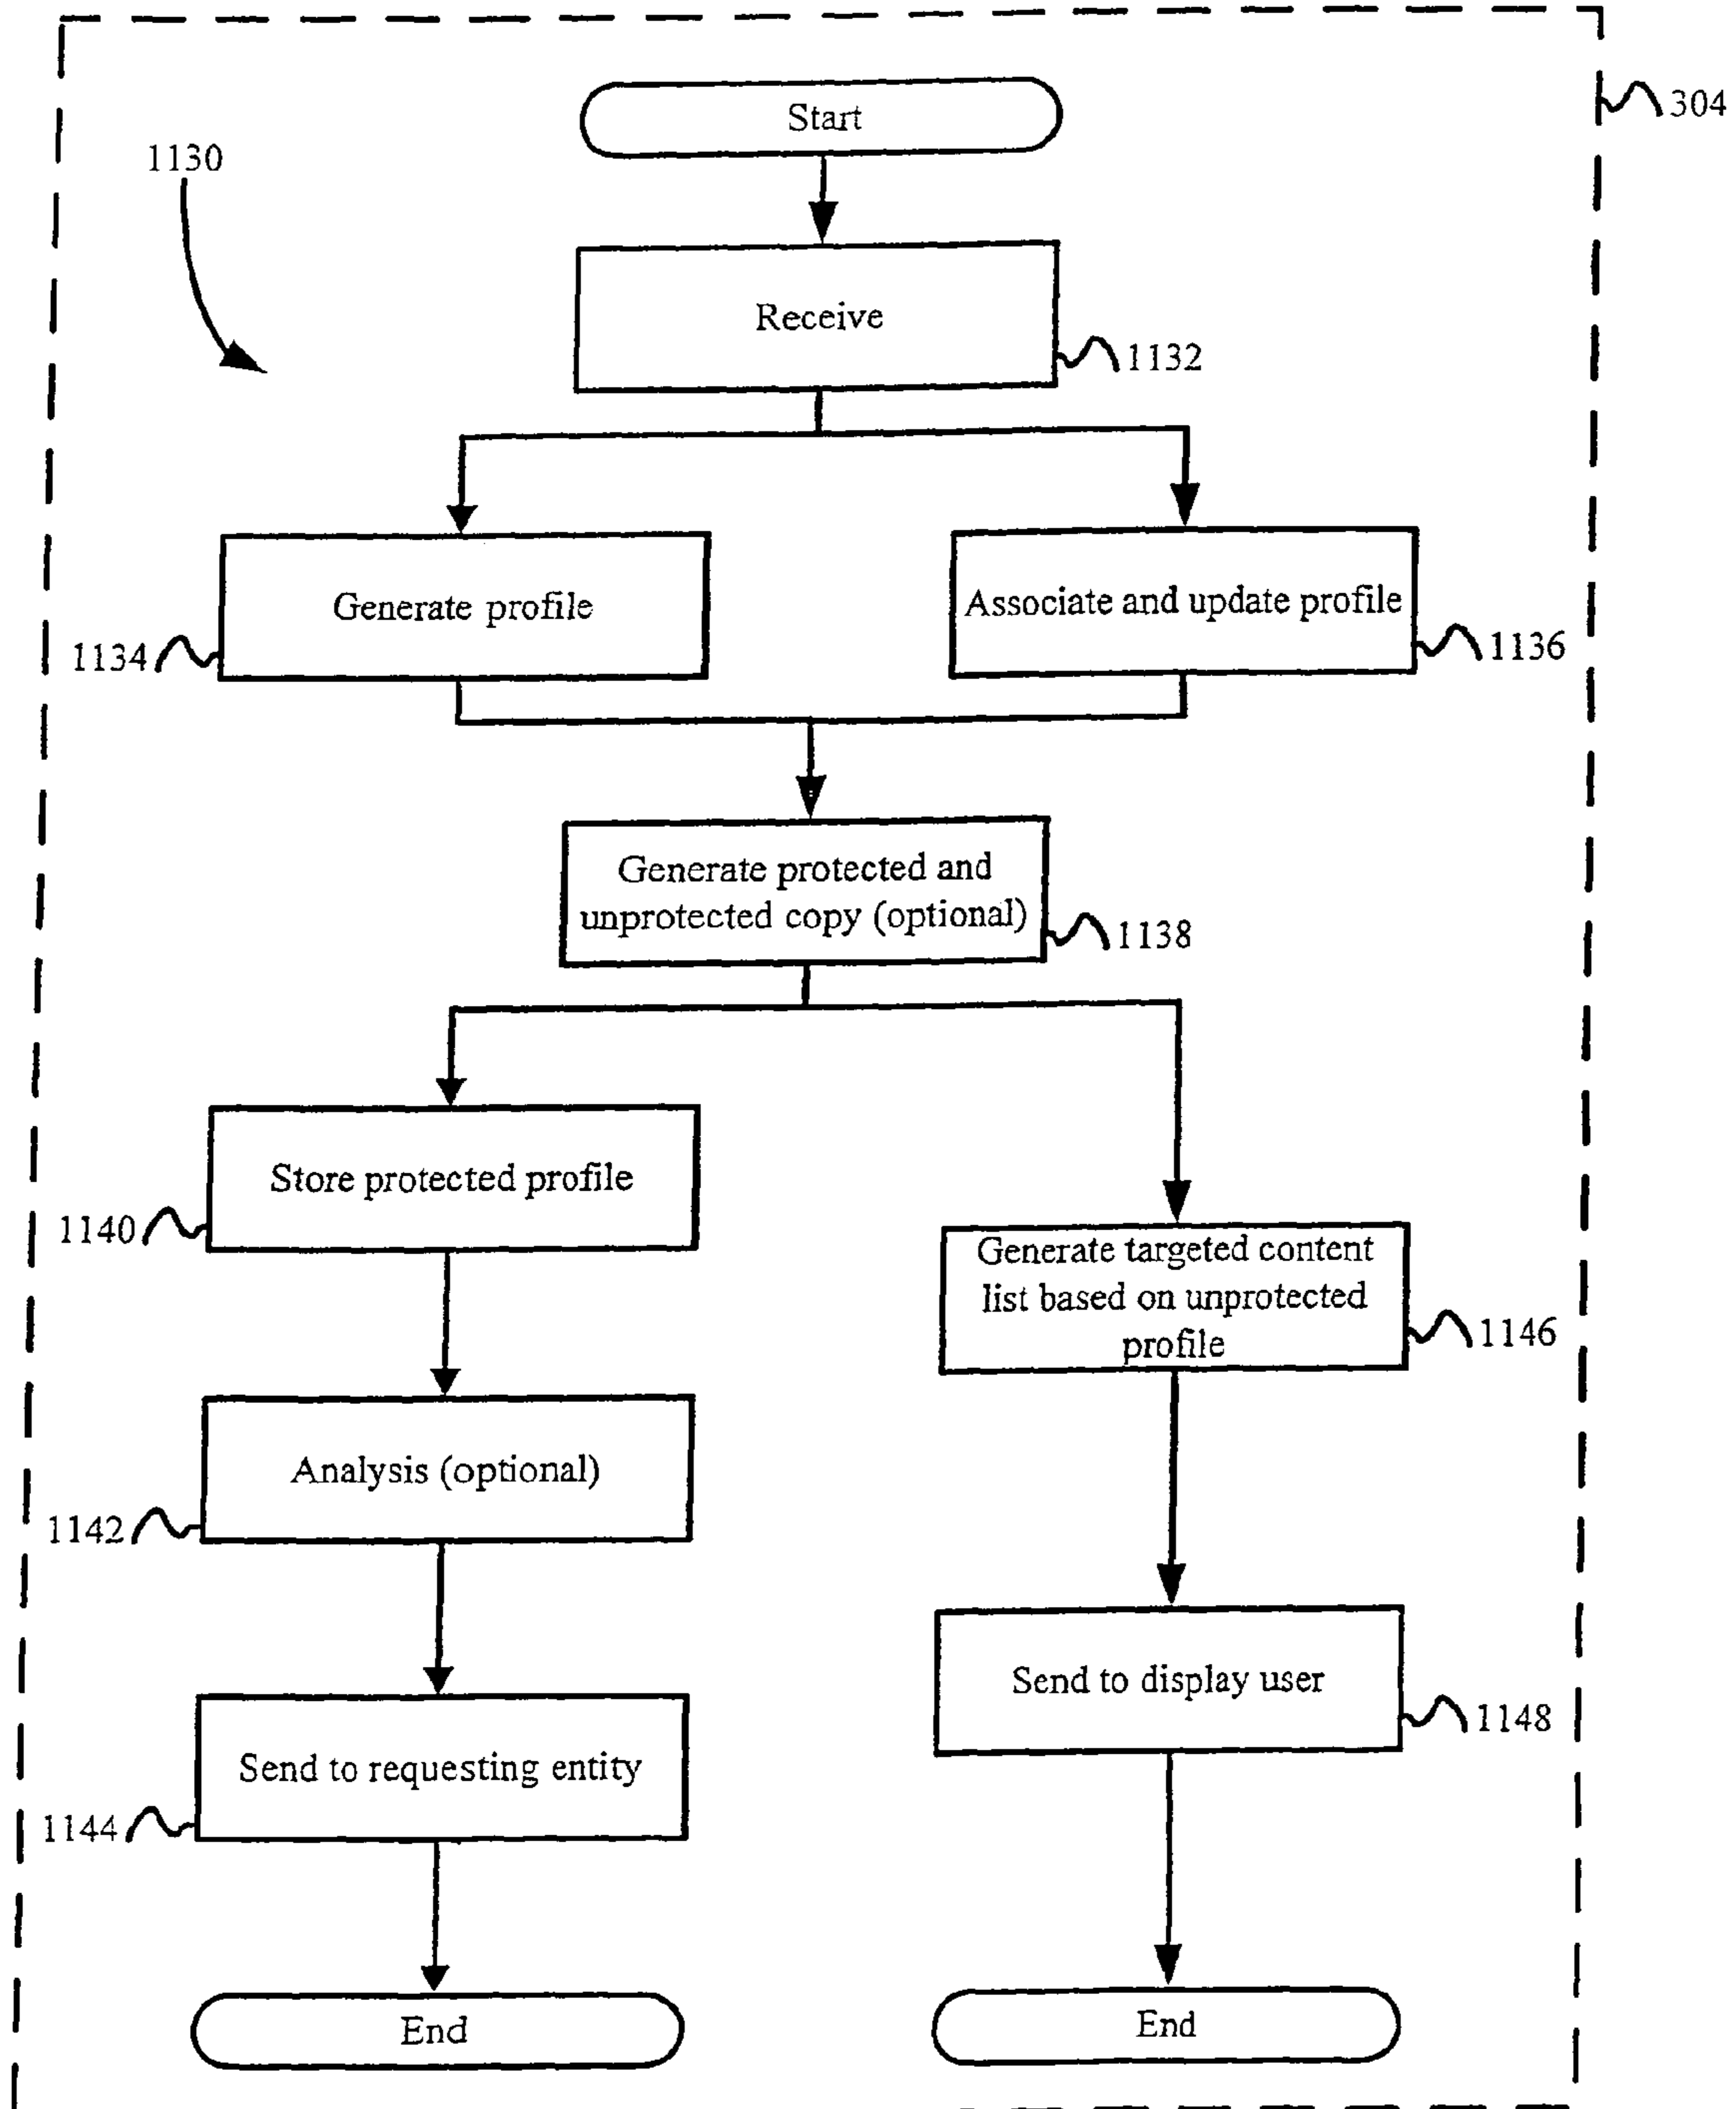 Start
304
1130
Receive
1132
Generate profile
1134
Associate and update profile
1136
Generate protected and
unprotected copy (optional)
1138
Store protected profile
1140
Generate targeted content
list based on unprotected
profile
1146
Analysis (optional)
1142
Send to display user
1148
Send to requesting entity
1144
End
End